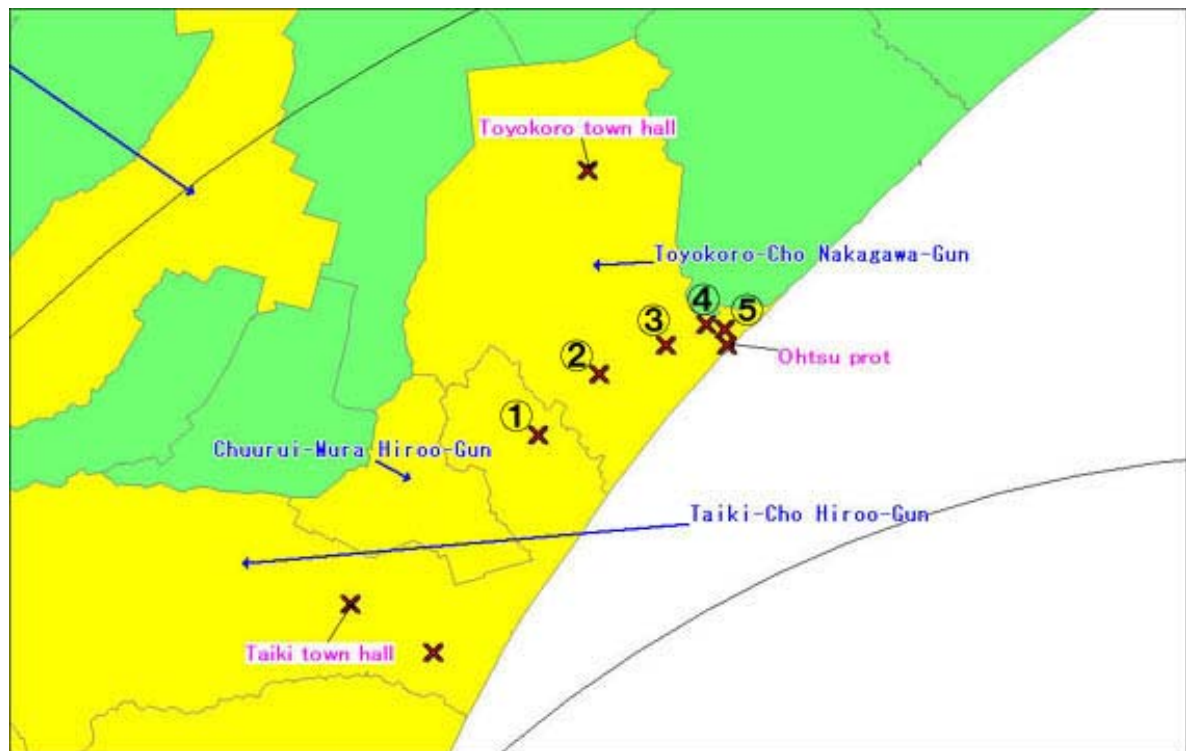 Toyokoro town hall
Toyokoro-Cho Nakagawa-Gun
④
⑤
③
Ohtsu prot
②
①
Chuurui-Mura Hiroo-Gun
Taiki-Cho Hiroo-Gun
Taiki town hall